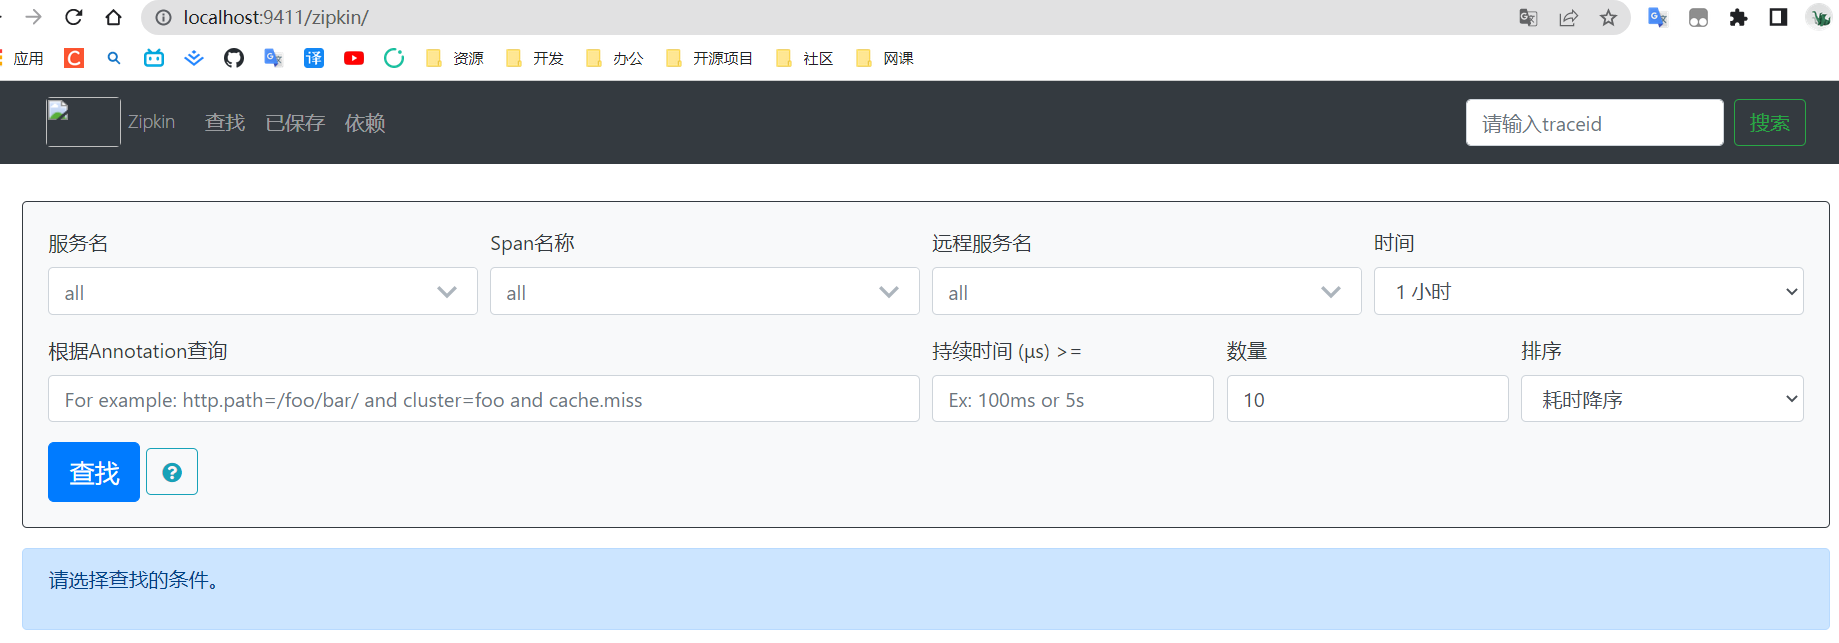 localhost:9411/zipkin/
应用 译 资源 开发 办公 开源项目 社区 网课
Zipkin 查找 已保存 依赖 请输入traceid 搜索
服务名 Span名称 远程服务名 时间
all all all 1 小时
根据Annotation查询 持续时间 (μs) >= 数量 排序
For example: http.path=/foo/bar/ and cluster=foo and cache.miss Ex: 100ms or 5s 10 耗时降序
查找 ?
请选择查找的条件。